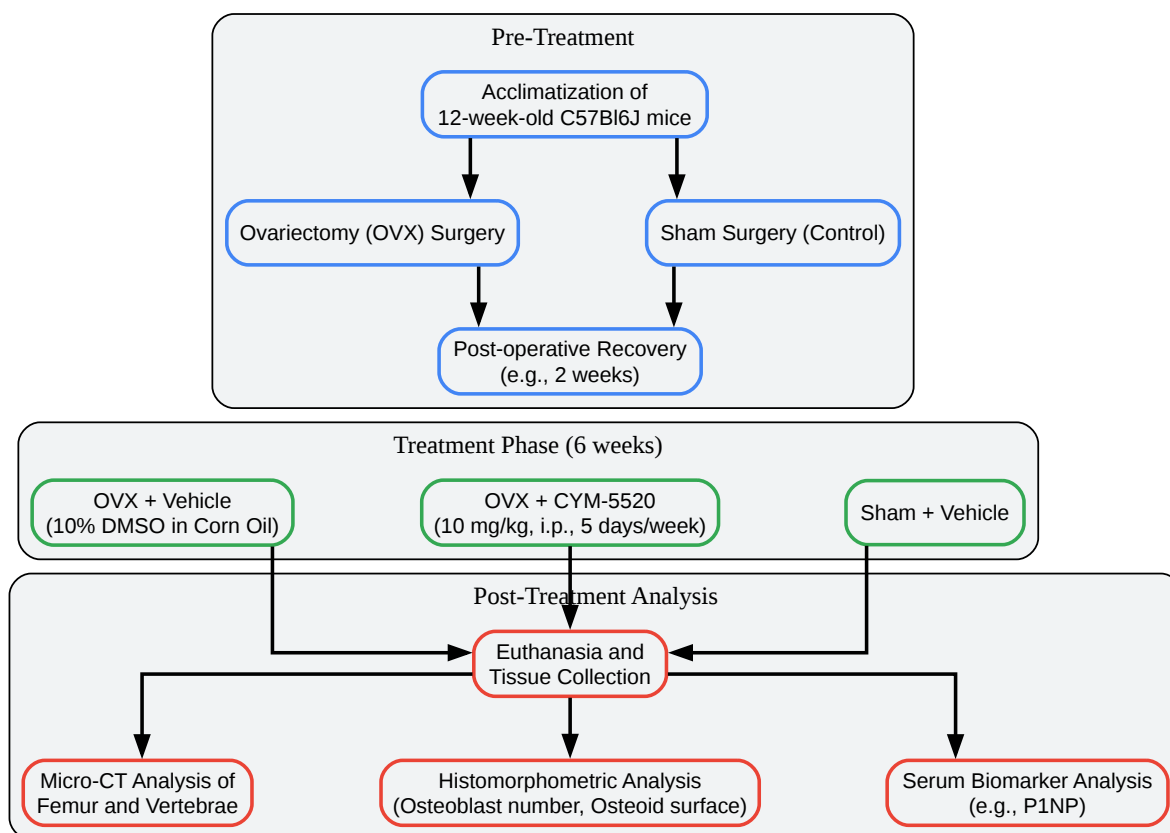 Pre-Treatment
Acclimatization of
12-week-old C57Bl6J mice
Ovariectomy (OVX) Surgery
Sham Surgery (Control)
Post-operative Recovery
(e.g., 2 weeks)
Treatment Phase (6 weeks)
OVX + Vehicle
(10% DMSO in Corn Oil)
OVX + CYM-5520
(10 mg/kg, i.p., 5 days/week)
Sham + Vehicle
Post-Treatment Analysis
Euthanasia and
Tissue Collection
Micro-CT Analysis of
Femur and Vertebrae
Histomorphometric Analysis
(Osteoblast number, Osteoid surface)
Serum Biomarker Analysis
(e.g., P1NP)